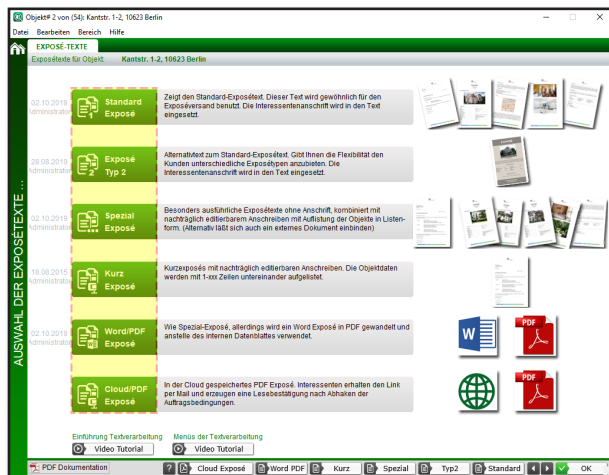 Objekt# 2 von (54): Kantstr. 1-2, 10623 Berlin
Datei Bearbeiten Bereich Hilfe
EXPOSÉ-TEXTE
Exposétexte für Objekt Kantstr. 1-2, 10623 Berlin
AUSWAHL DER EXPOSÉTEXTE ...
02.10.2019
Administrator
1
Standard
Exposé
Zeigt den Standard-Exposétext. Dieser Text wird gewöhnlich für den
Exposéversand benutzt. Die Interessentenanschrift wird in den Text
eingesetzt.
28.08.2019
Administrator
2
Exposé
Typ 2
Alternativtext zum Standard-Exposétext. Gibt Ihnen die Flexibilität den
Kunden unterschiedliche Exposétypen anzubieten. Die
Interessentenanschrift wird in den Text eingesetzt.
02.10.2019
Administrator
Spezial
Exposé
Besonders ausführliche Exposétexte ohne Anschrift, kombiniert mit
nachträglich editierbarem Anschreiben mit Auflistung der Objekte in Listen-
form. (Alternativ läßt sich auch ein externes Dokument einbinden)
18.08.2015
Administrator
Kurz
Exposé
Kurzexposés mit nachträglich editierbaren Anschreiben. Die Objektdaten
werden mit 1-xxx Zeilen untereinander aufgelistet.
02.10.2019
Administrator
Word/PDF
Exposé
Wie Spezial-Exposé, allerdings wird ein Word Exposé in PDF gewandelt und
anstelle des internen Datenblattes verwendet.
W
PDF
Cloud/PDF
Exposé
In der Cloud gespeichertes PDF Exposé. Interessenten erhalten den Link
per Mail und erzeugen eine Lesebestätigung nach Abhaken der
Auftragsbedingungen.
PDF
Einführung Textverarbeitung Menüs der Textverarbeitung
Video Tutorial Video Tutorial
PDF Dokumentation ? Cloud Exposé Word PDF Kurz Spezial Typ2 Standard OK